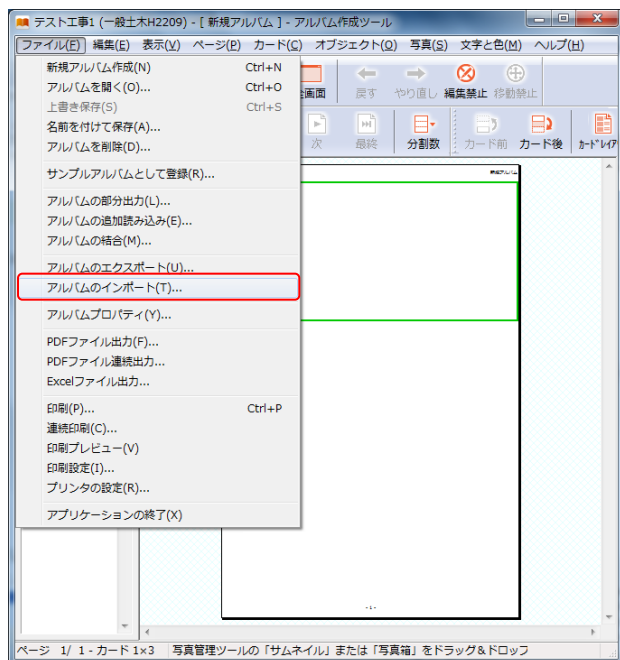 テスト工事1 (一般土木H2209) - [ 新規アルバム ] - アルバム作成ツール
ファイル(F) 編集(E) 表示(V) ページ(P) カード(C) オブジェクト(O) 写真(S) 文字と色(M) ヘルプ(H)
新規アルバム作成(N) Ctrl+N
アルバムを開く(O)... Ctrl+O
上書き保存(S) Ctrl+S
名前を付けて保存(A)...
アルバムを削除(D)...
サンプルアルバムとして登録(R)...
アルバムの部分出力(L)...
アルバムの追加読み込み(E)...
アルバムの結合(M)...
アルバムのエクスポート(U)...
アルバムのインポート(T)...
アルバムプロパティ(Y)...
PDFファイル出力(F)...
PDFファイル連続出力...
Excelファイル出力...
印刷(P)... Ctrl+P
連続印刷(C)...
印刷プレビュー(V)
印刷設定(I)...
プリンタの設定(R)...
アプリケーションの終了(X)
画面 戻す やり直し 編集禁止 移動禁止
次 最終 分割数 カード前 カード後 ｶｰﾄﾞﾚｲｱ
新規アルバム
- 1 -
ページ 1/ 1 - カード 1×3 写真管理ツールの「サムネイル」または「写真箱」をドラッグ&ドロップ